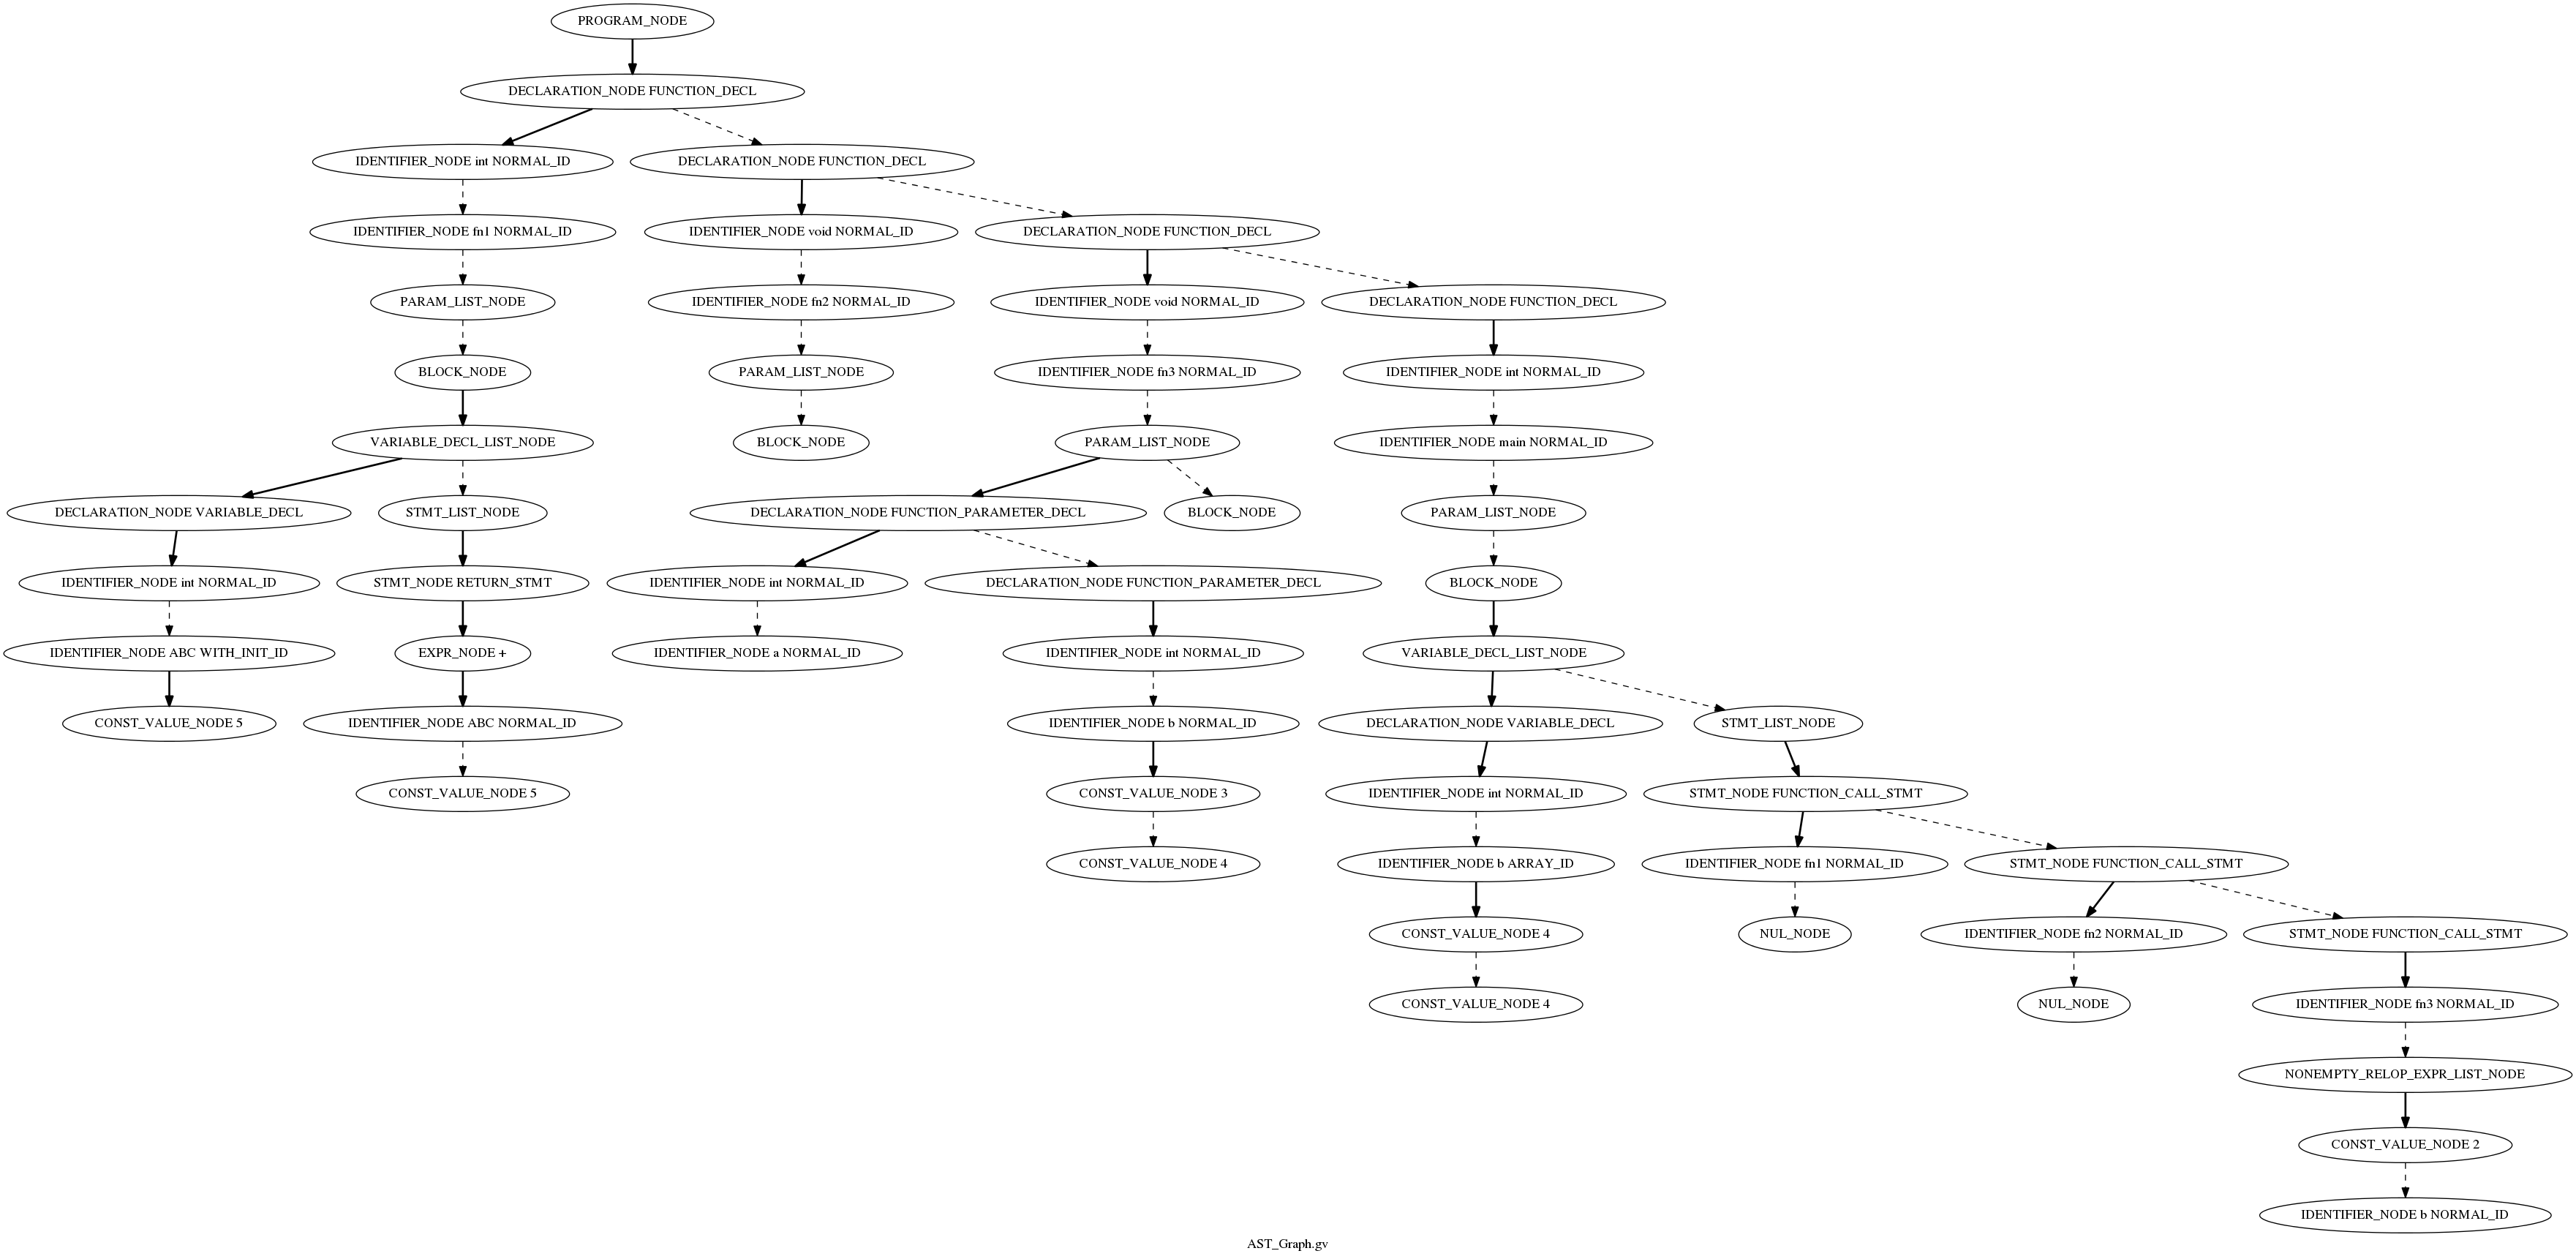 PROGRAM_NODE
DECLARATION_NODE FUNCTION_DECL
IDENTIFIER_NODE int NORMAL_ID
DECLARATION_NODE FUNCTION_DECL
IDENTIFIER_NODE fn1 NORMAL_ID
IDENTIFIER_NODE void NORMAL_ID
DECLARATION_NODE FUNCTION_DECL
PARAM_LIST_NODE
IDENTIFIER_NODE fn2 NORMAL_ID
IDENTIFIER_NODE void NORMAL_ID
DECLARATION_NODE FUNCTION_DECL
BLOCK_NODE
PARAM_LIST_NODE
IDENTIFIER_NODE fn3 NORMAL_ID
IDENTIFIER_NODE int NORMAL_ID
VARIABLE_DECL_LIST_NODE
BLOCK_NODE
PARAM_LIST_NODE
IDENTIFIER_NODE main NORMAL_ID
DECLARATION_NODE VARIABLE_DECL
STMT_LIST_NODE
DECLARATION_NODE FUNCTION_PARAMETER_DECL
BLOCK_NODE
PARAM_LIST_NODE
IDENTIFIER_NODE int NORMAL_ID
STMT_NODE RETURN_STMT
IDENTIFIER_NODE int NORMAL_ID
DECLARATION_NODE FUNCTION_PARAMETER_DECL
BLOCK_NODE
IDENTIFIER_NODE ABC WITH_INIT_ID
EXPR_NODE +
IDENTIFIER_NODE a NORMAL_ID
IDENTIFIER_NODE int NORMAL_ID
VARIABLE_DECL_LIST_NODE
CONST_VALUE_NODE 5
IDENTIFIER_NODE ABC NORMAL_ID
IDENTIFIER_NODE b NORMAL_ID
DECLARATION_NODE VARIABLE_DECL
STMT_LIST_NODE
CONST_VALUE_NODE 5
CONST_VALUE_NODE 3
IDENTIFIER_NODE int NORMAL_ID
STMT_NODE FUNCTION_CALL_STMT
CONST_VALUE_NODE 4
IDENTIFIER_NODE b ARRAY_ID
IDENTIFIER_NODE fn1 NORMAL_ID
STMT_NODE FUNCTION_CALL_STMT
CONST_VALUE_NODE 4
NUL_NODE
IDENTIFIER_NODE fn2 NORMAL_ID
STMT_NODE FUNCTION_CALL_STMT
CONST_VALUE_NODE 4
NUL_NODE
IDENTIFIER_NODE fn3 NORMAL_ID
NONEMPTY_RELOP_EXPR_LIST_NODE
CONST_VALUE_NODE 2
IDENTIFIER_NODE b NORMAL_ID
AST_Graph.gv